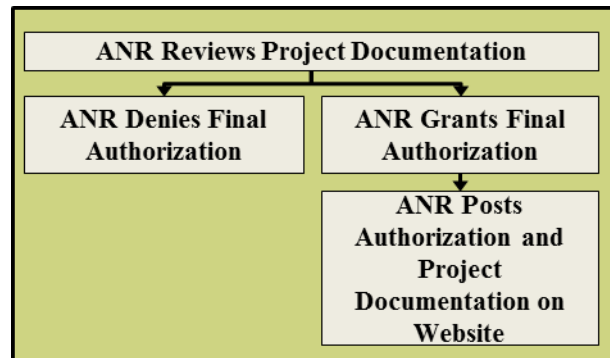 ANR Reviews Project Documentation
ANR Denies Final
Authorization
ANR Grants Final
Authorization
ANR Posts
Authorization and
Project
Documentation on
Website